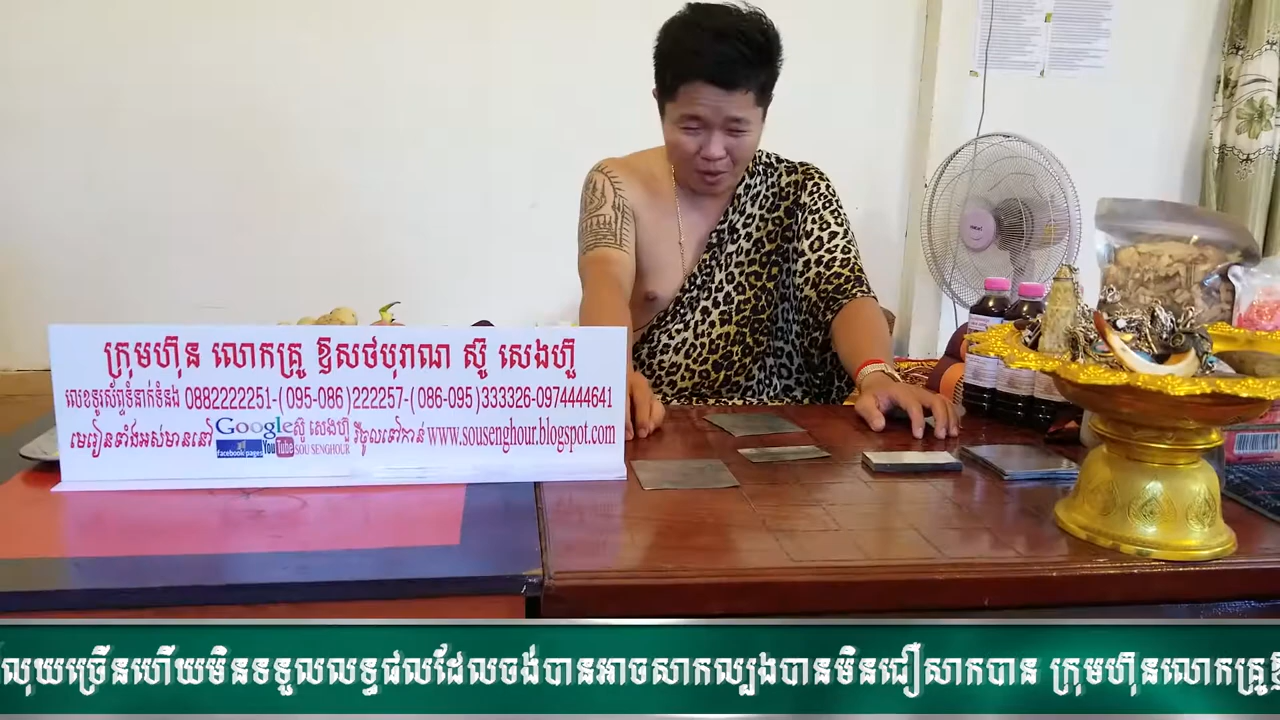 ក្រុមហ៊ុន លោកគ្រូ ឱសថបុរាណ ស៊ូ សេងហ៊ួ
លេខទូរស័ព្ទទំនាក់ទំនង 0882222251-(095-086)222257-(086-095)333326-0974444641
មេរៀនទាំងអស់មាននៅ Google ស៊ូ សេងហ៊ួ រឺចូលទៅកាន់ www.sousenghour.blogspot.com
facebook pages YouTube SOU SENGHOUR
លុយច្រើនហើយមិនទទួលលទ្ធផលដែលចង់បានអាចសាកល្បងបានមិនជឿសាកបាន ក្រុមហ៊ុនលោកគ្រូឱ